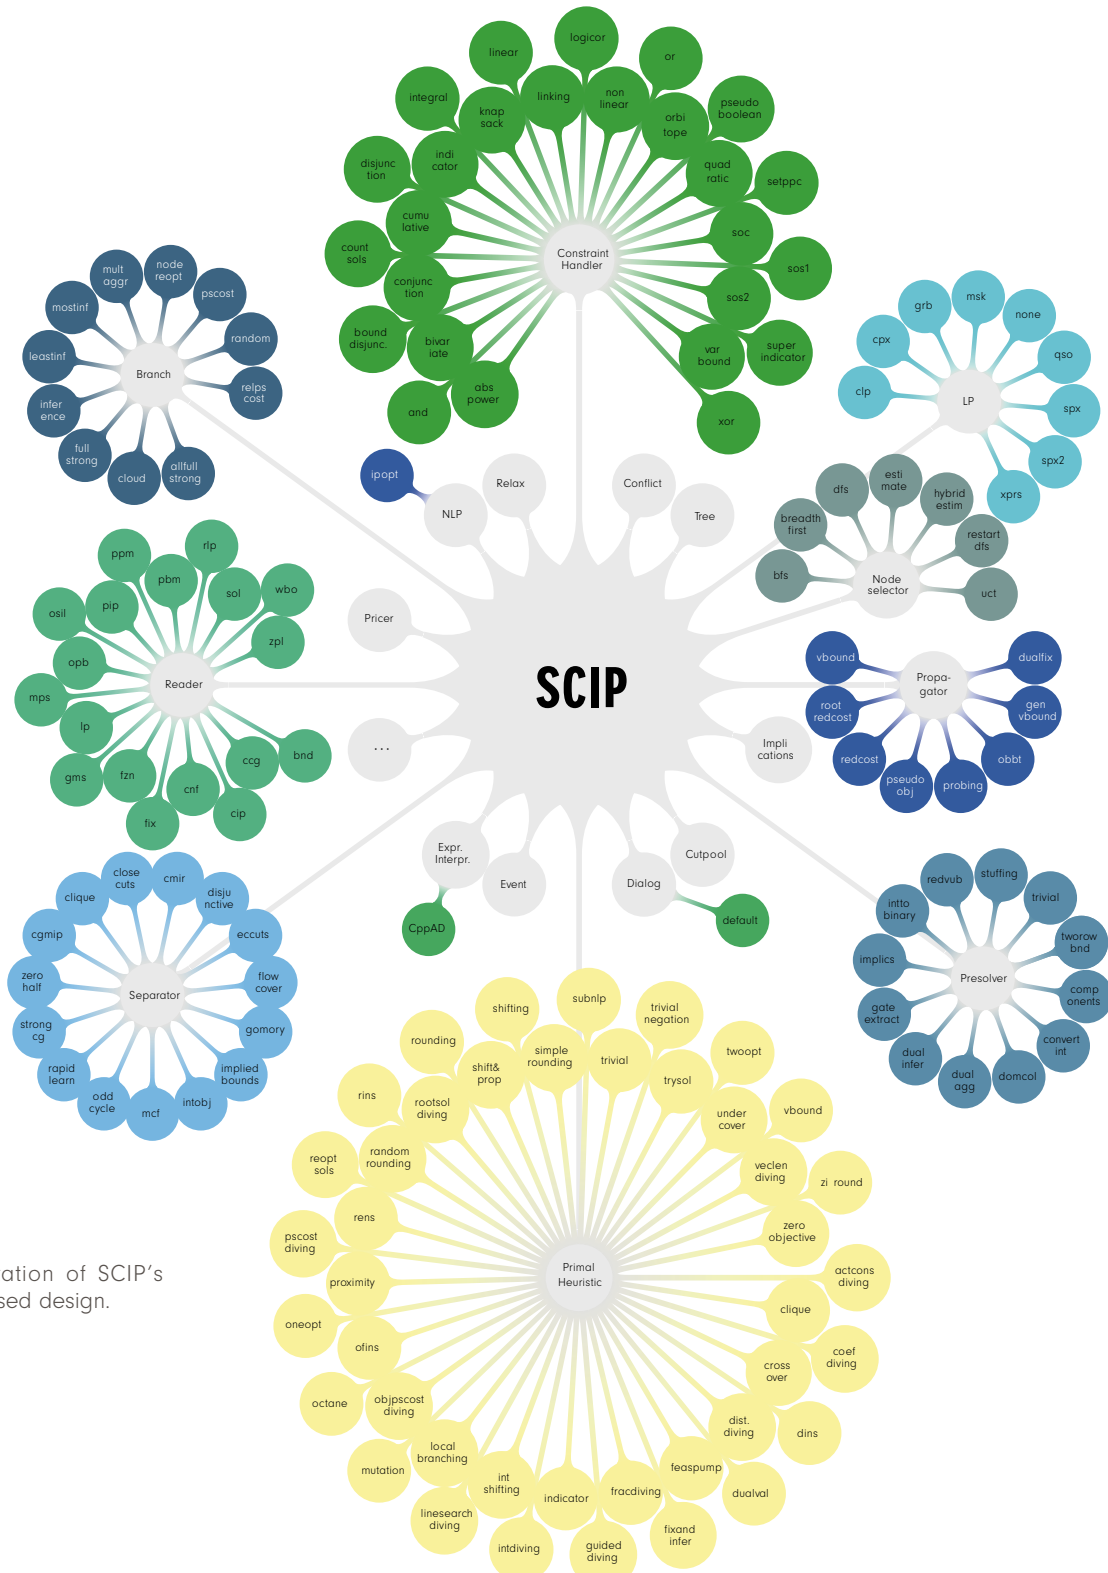 logicor
linear
or
integral
linking
non
linear
pseudo
boolean
knap
sack
orbi
tope
disjunc
tion
indi
cator
quad
ratic
setppc
cumu
lative
soc
count
sols
Constraint
Handler
sos1
conjunc
tion
sos2
bound
disjunc.
bivar
iate
var
bound
super
indicator
abs
power
and
xor
node
reopt
mult
aggr
pscost
mostinf
random
leastinf
Branch
relps
cost
infer
ence
full
strong
cloud
allfull
strong
msk
grb
none
cpx
qso
clp
LP
spx
spx2
xprs
ipopt
NLP
Relax
Conflict
Tree
esti
mate
dfs
hybrid
estim
breadth
first
restart
dfs
bfs
Node
selector
uct
rlp
ppm
pbm
sol
wbo
pip
osil
zpl
opb
Reader
mps
lp
bnd
ccg
gms
fzn
cnf
cip
fix
Pricer
SCIP
...
Impli
cations
vbound
dualfix
Propa-
gator
root
redcost
gen
vbound
redcost
obbt
pseudo
obj
probing
Expr.
Interpr.
Event
CppAD
Dialog
Cutpool
default
close
cuts
cmir
clique
disju
nctive
cgmip
eccuts
zero
half
flow
cover
Separator
strong
cg
gomory
rapid
learn
implied
bounds
odd
cycle
mcf
intobj
redvub
stuffing
trivial
intto
binary
tworow
bnd
implics
Presolver
comp
onents
gate
extract
convert
int
dual
infer
dual
agg
domcol
subnlp
shifting
trivial
negation
rounding
simple
rounding
trivial
twoopt
shift&
prop
trysol
rins
rootsol
diving
under
cover
vbound
reopt
sols
random
rounding
veclen
diving
zi round
rens
zero
objective
pscost
diving
proximity
Primal
Heuristic
actcons
diving
clique
oneopt
ofins
coef
diving
cross
over
octane
objpscost
diving
dist.
diving
dins
local
branching
mutation
feaspump
int
shifting
indicator
fracdiving
dualval
linesearch
diving
fixand
infer
intdiving
guided
diving
ation of SCIP’s
sed design.